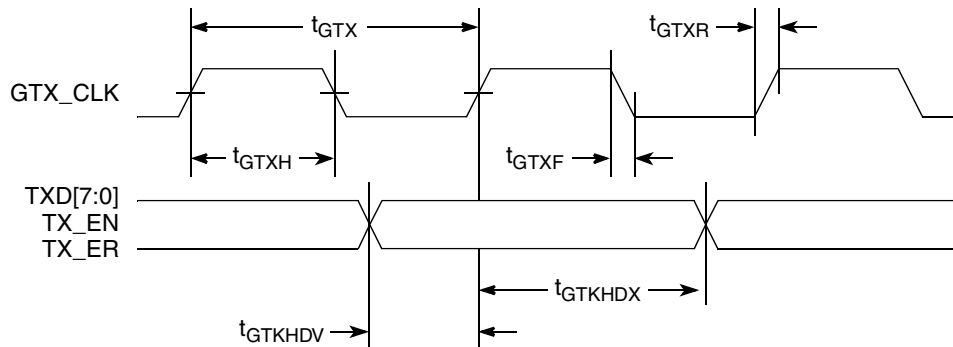 tGTX
tGTXR
GTX_CLK
tGTXH
tGTXF
TXD[7:0]
TX_EN
TX_ER
tGTKHDX
tGTKHDV